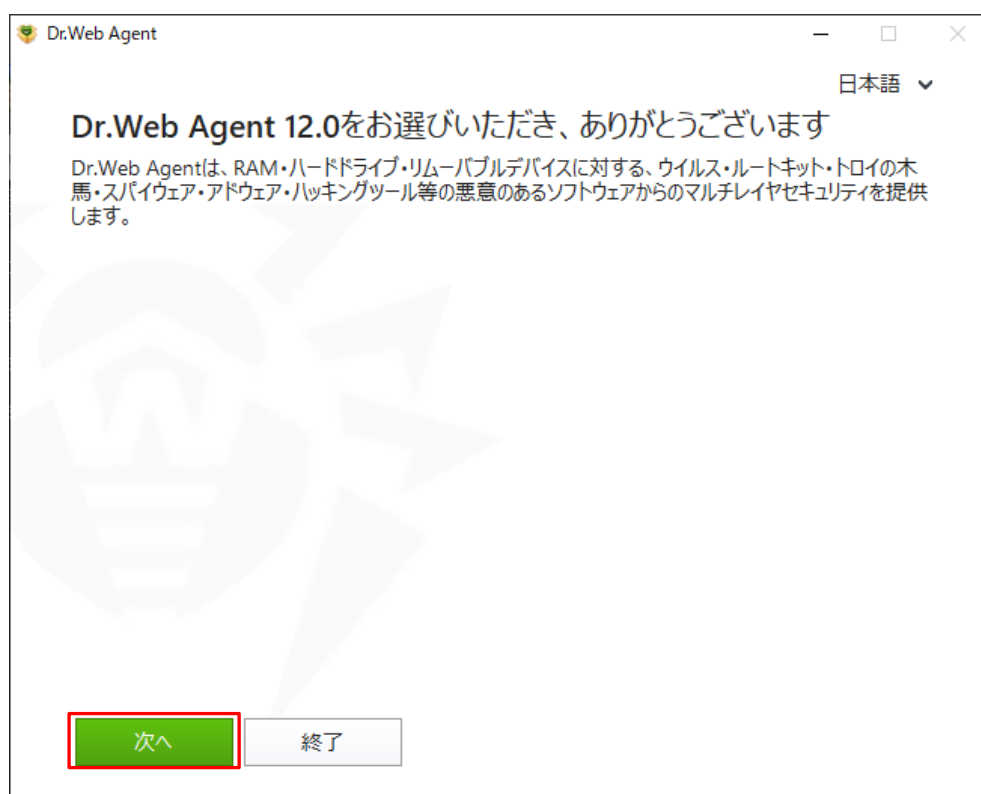 Dr.Web Agent
日本語
Dr.Web Agent 12.0をお選びいただき、ありがとうございます
Dr.Web Agentは、RAM・ハードドライブ・リムーバブルデバイスに対する、ウイルス・ルートキット・トロイの木
馬・スパイウェア・アドウェア・ハッキングツール等の悪意のあるソフトウェアからのマルチレイヤセキュリティを提供
します。
次へ
終了